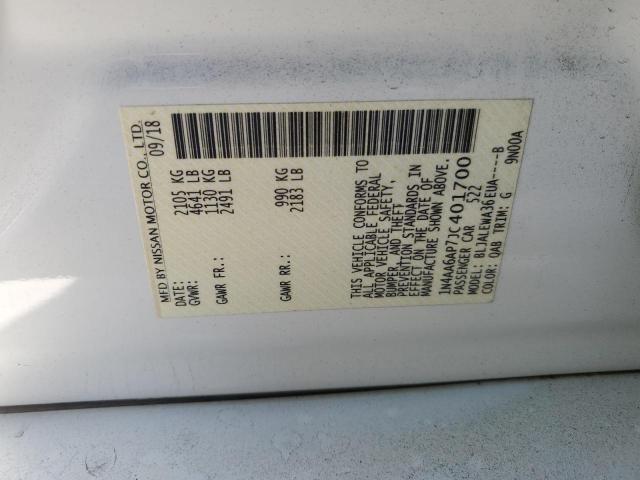 MFD BY NISSAN MOTOR CO., LTD.
DATE: 09/18
GVWR: 2105 KG
4641 LB
GAWR FR.: 1130 KG
2491 LB
GAWR RR.: 990 KG
2183 LB
THIS VEHICLE CONFORMS TO
ALL APPLICABLE FEDERAL
MOTOR VEHICLE SAFETY,
BUMPER, AND THEFT
PREVENTION STANDARDS IN
EFFECT ON THE DATE OF
MANUFACTURE SHOWN ABOVE.
1N4AA6AP7JC401700
PASSENGER CAR 522
MODEL: BLJALEWA36EUA----B
COLOR: QAB TRIM: G 9N00A